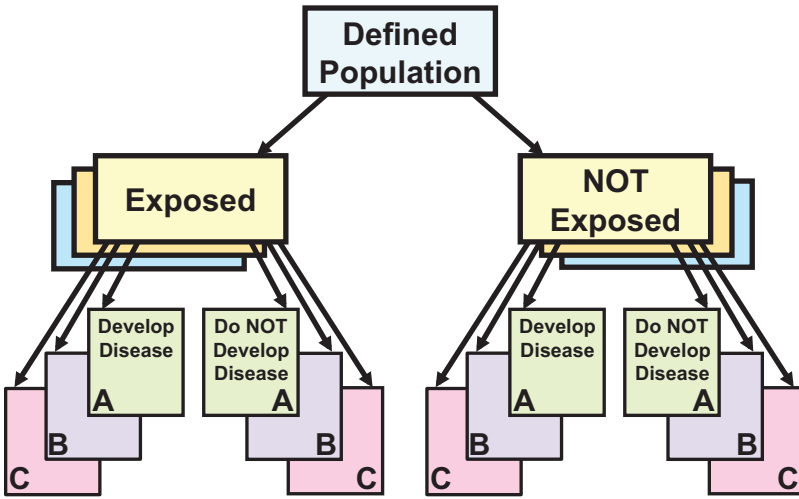 Defined
Population
Exposed
NOT
Exposed
Develop
Disease
A
B
C
Do NOT
Develop
Disease
A
B
C
Develop
Disease
A
B
C
Do NOT
Develop
Disease
A
B
C